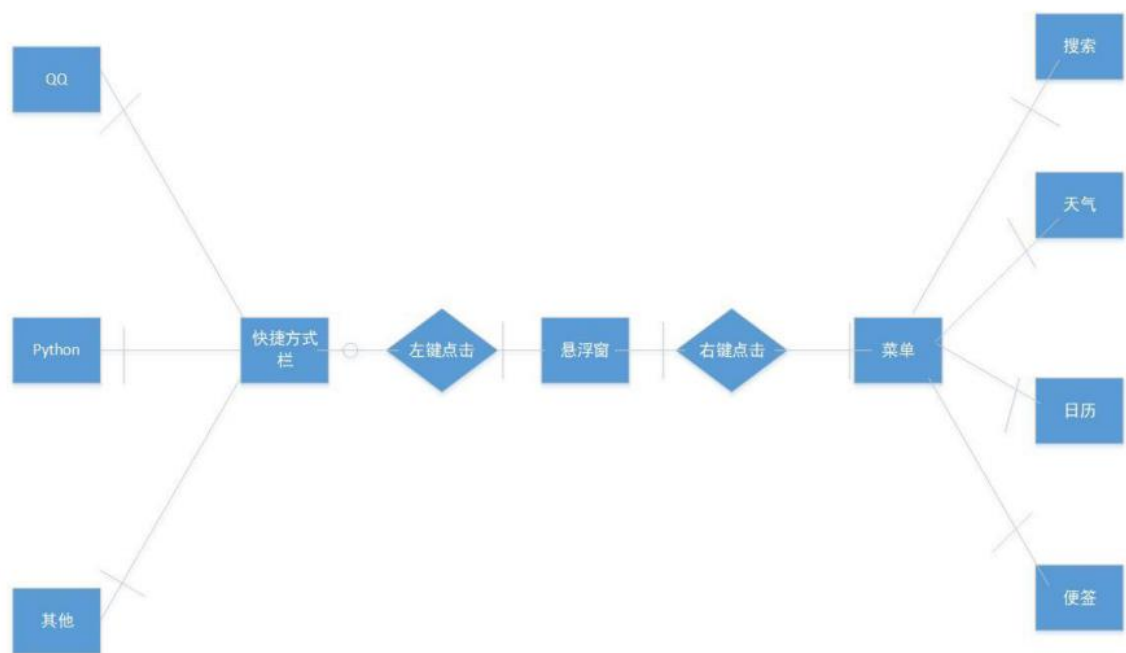 搜索
QQ
天气
Python
快捷方式
栏
左键点击
悬浮窗
右键点击
菜单
日历
便签
其他